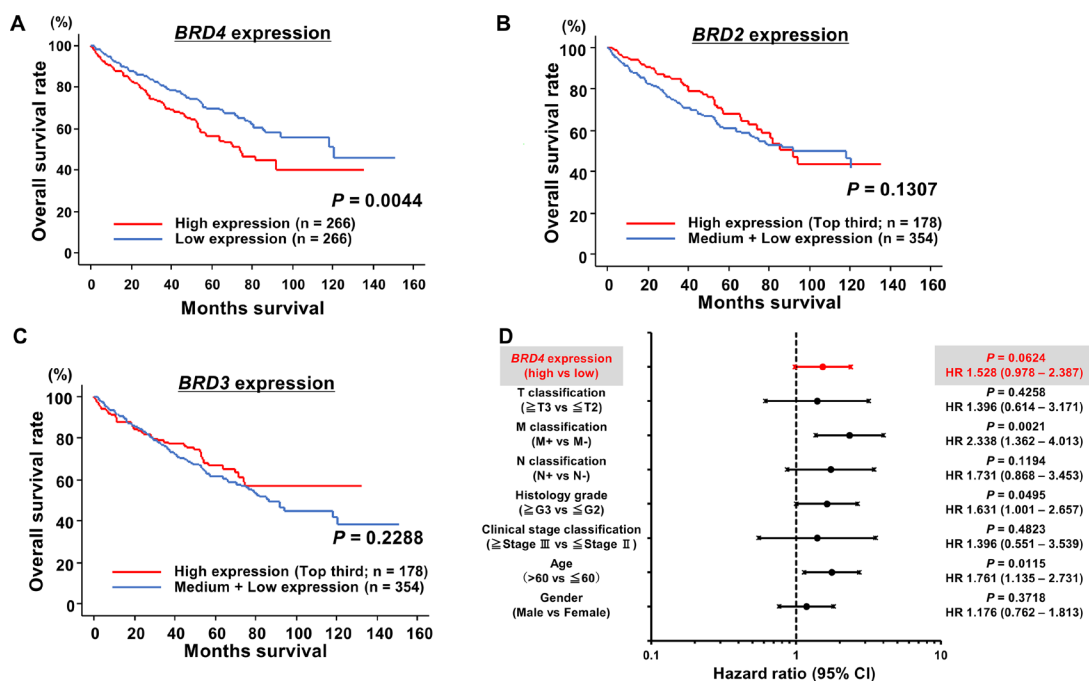 A
(%)
BRD4 expression
Overall survival rate
100
80
60
40
20
0
P = 0.0044
High expression (n = 266)
Low expression (n = 266)
0 20 40 60 80 100 120 140 160
Months survival
B
(%)
BRD2 expression
Overall survival rate
100
80
60
40
20
0
P = 0.1307
High expression (Top third; n = 178)
Medium + Low expression (n = 354)
0 20 40 60 80 100 120 140 160
Months survival
C
(%)
BRD3 expression
Overall survival rate
100
80
60
40
20
0
P = 0.2288
High expression (Top third; n = 178)
Medium + Low expression (n = 354)
0 20 40 60 80 100 120 140 160
Months survival
D
BRD4 expression
(high vs low)
P = 0.0624
HR 1.528 (0.978 – 2.387)
T classification
(≧T3 vs ≦T2)
P = 0.4258
HR 1.396 (0.614 – 3.171)
M classification
(M+ vs M-)
P = 0.0021
HR 2.338 (1.362 – 4.013)
N classification
(N+ vs N-)
P = 0.1194
HR 1.731 (0.868 – 3.453)
Histology grade
(≧G3 vs ≦G2)
P = 0.0495
HR 1.631 (1.001 – 2.657)
Clinical stage classification
(≧Stage Ⅲ vs ≦Stage Ⅱ)
P = 0.4823
HR 1.396 (0.551 – 3.539)
Age
(>60 vs ≦60)
P = 0.0115
HR 1.761 (1.135 – 2.731)
Gender
(Male vs Female)
P = 0.3718
HR 1.176 (0.762 – 1.813)
0.1 1 10
Hazard ratio (95% CI)